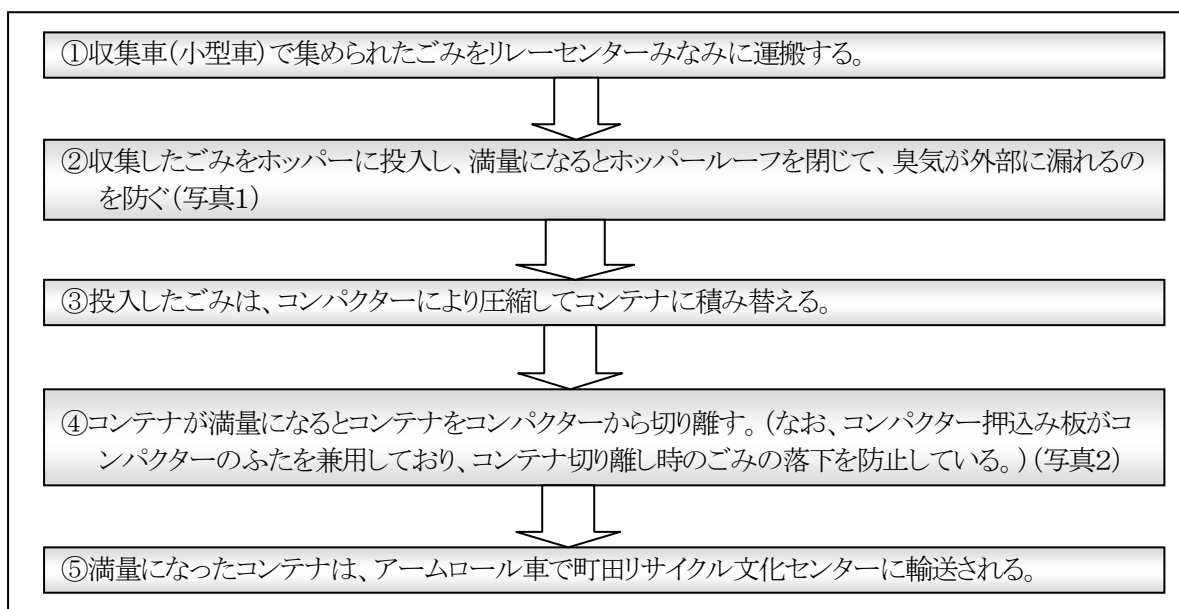 ①収集車(小型車)で集められたごみをリレーセンターみなみに運搬する。
②収集したごみをホッパーに投入し、満量になるとホッパールーフを閉じて、臭気が外部に漏れるの
を防ぐ(写真1)
③投入したごみは、コンパクターにより圧縮してコンテナに積み替える。
④コンテナが満量になるとコンテナをコンパクターから切り離す。(なお、コンパクター押込み板がコ
ンパクターのふたを兼用しており、コンテナ切り離し時のごみの落下を防止している。)(写真2)
⑤満量になったコンテナは、アームロール車で町田リサイクル文化センターに輸送される。